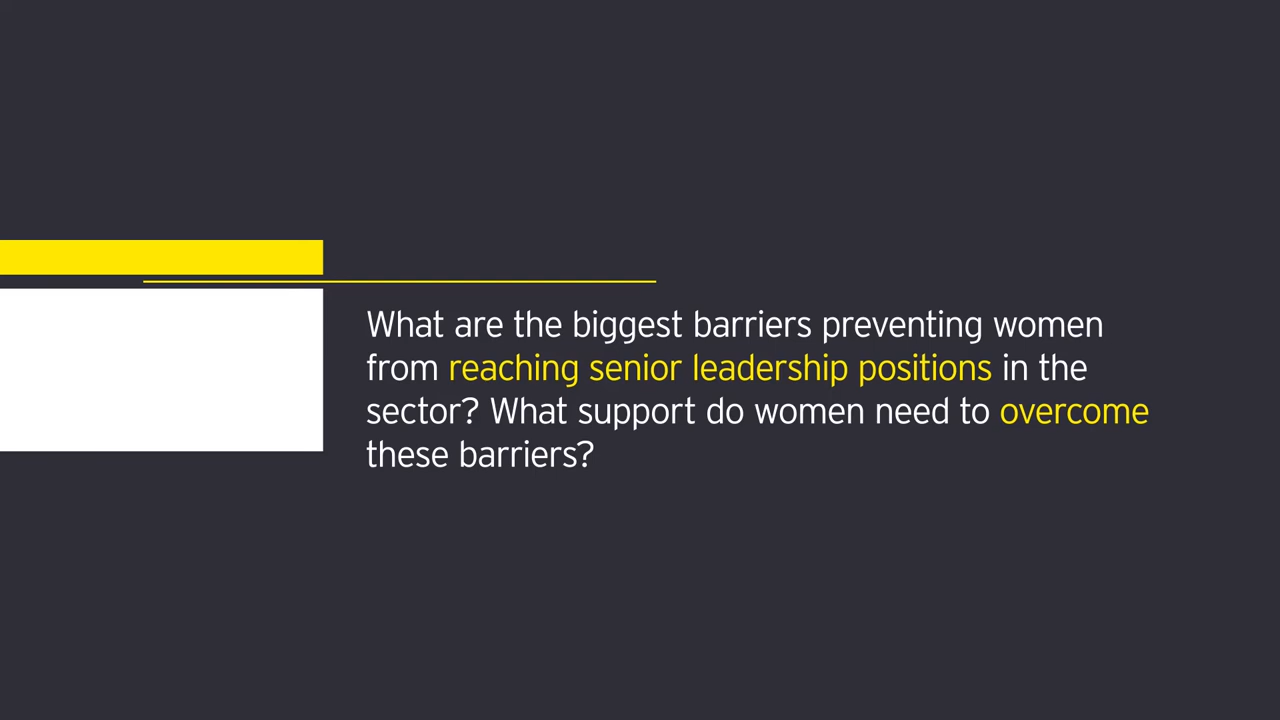 What are the biggest barriers preventing women
from reaching senior leadership positions in the
sector? What support do women need to overcome
these barriers?